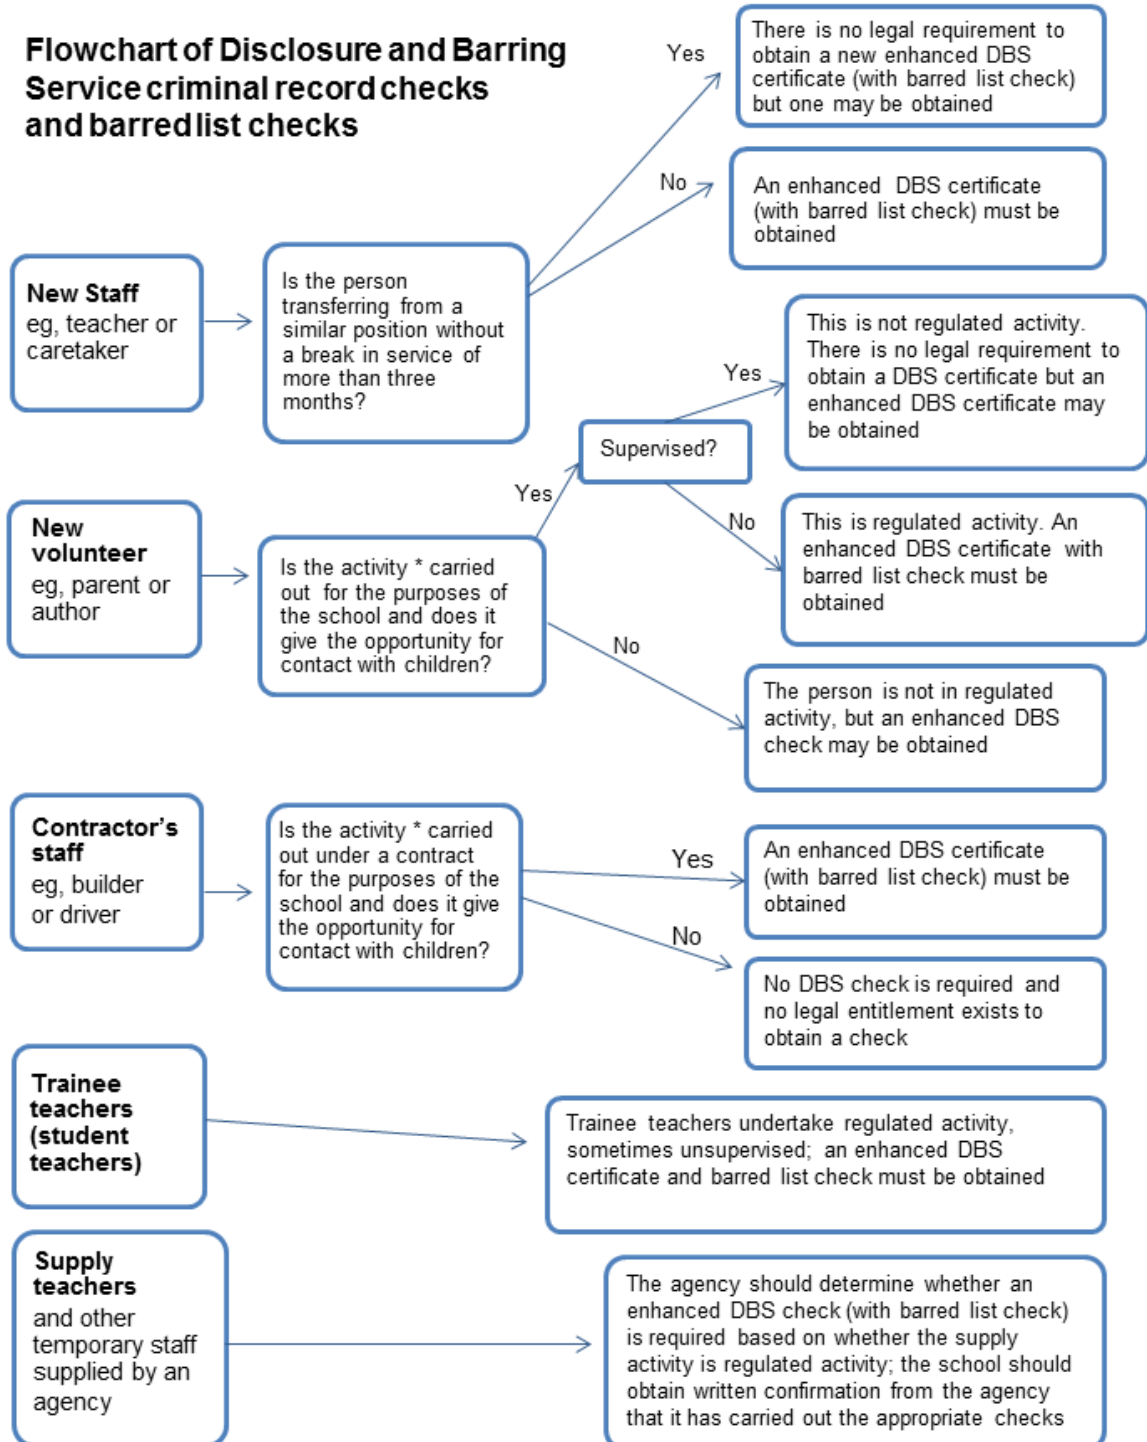 Flowchart of Disclosure and Barring
Service criminal record checks
and barred list checks
Yes
There is no legal requirement to
obtain a new enhanced DBS
certificate (with barred list check)
but one may be obtained
No
An enhanced DBS certificate
(with barred list check) must be
obtained
New Staff
eg, teacher or
caretaker
Is the person
transferring from a
similar position without
a break in service of
more than three
months?
This is not regulated activity.
There is no legal requirement to
obtain a DBS certificate but an
enhanced DBS certificate may
be obtained
Yes
Supervised?
Yes
No
This is regulated activity. An
enhanced DBS certificate with
barred list check must be
obtained
New
volunteer
eg, parent or
author
Is the activity * carried
out for the purposes of
the school and does it
give the opportunity for
contact with children?
No
The person is not in regulated
activity, but an enhanced DBS
check may be obtained
Contractor's
staff
eg, builder
or driver
Is the activity * carried
out under a contract
for the purposes of the
school and does it give
the opportunity for
contact with children?
Yes
An enhanced DBS certificate
(with barred list check) must be
obtained
No
No DBS check is required and
no legal entitlement exists to
obtain a check
Trainee
teachers
(student
teachers)
Trainee teachers undertake regulated activity,
sometimes unsupervised; an enhanced DBS
certificate and barred list check must be obtained
Supply
teachers
and other
temporary staff
supplied by an
agency
The agency should determine whether an
enhanced DBS check (with barred list check)
is required based on whether the supply
activity is regulated activity; the school should
obtain written confirmation from the agency
that it has carried out the appropriate checks